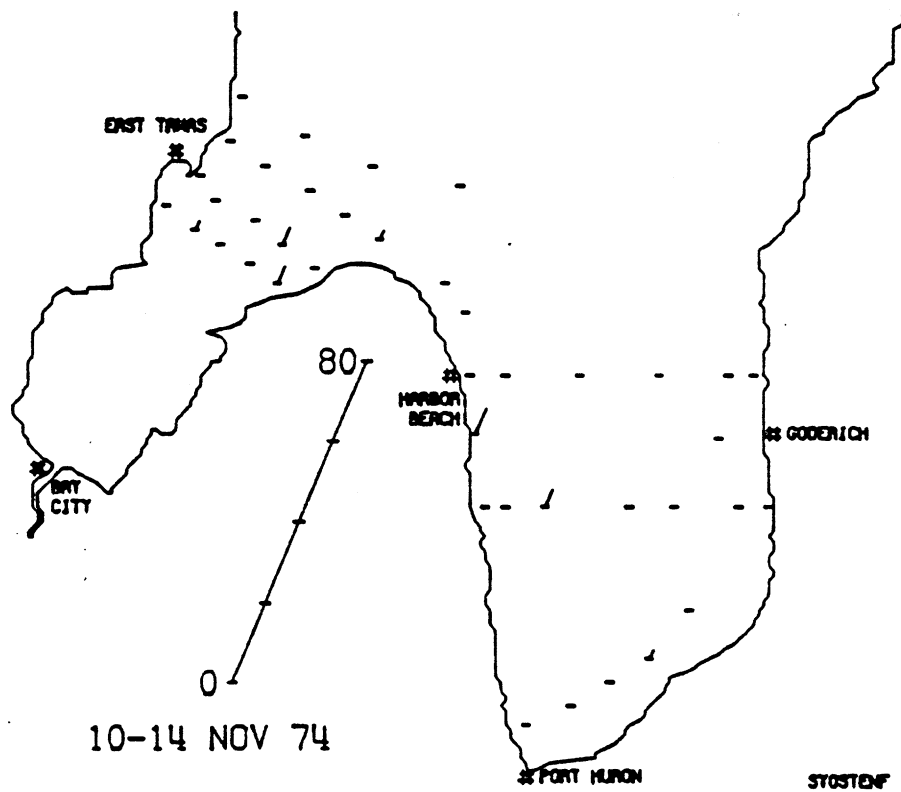 EAST TAWAS
80
HARBOR
BEACH
# GODERICH
BAY
CITY
0
10-14 NOV 74
# PORT HURON
STOSTENF